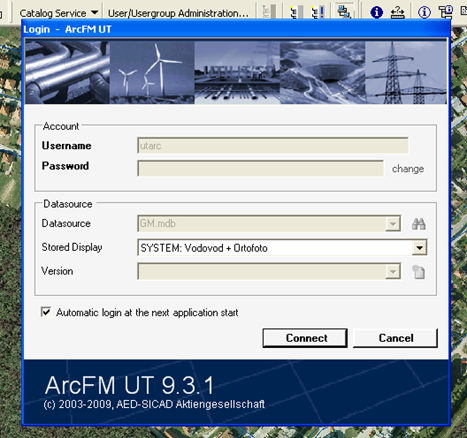 Catalog Service
User/Usergroup Administration...
Login - ArcFM UT
Account
Username
utarc
Password
change
Datasource
Datasource
GM.mdb
Stored Display
SYSTEM: Vodovod + Ortofoto
Version
Automatic login at the next application start
Connect
Cancel
ArcFM UT 9.3.1
(c) 2003-2009, AED-SICAD Aktiengesellschaft